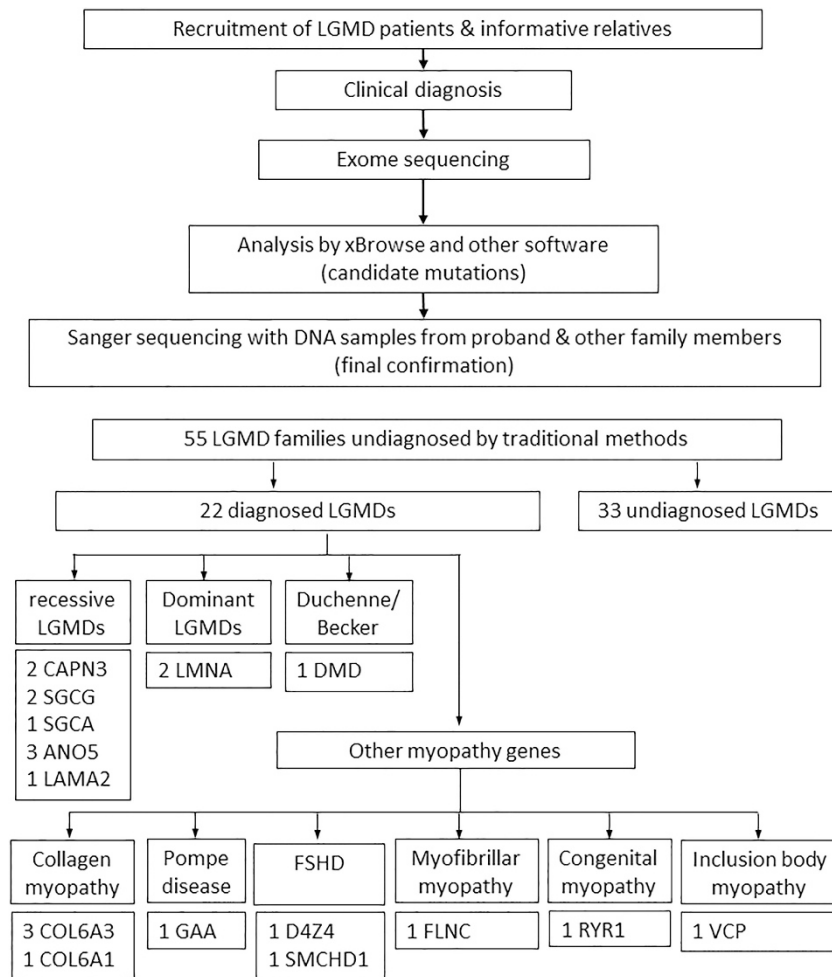 Recruitment of LGMD patients & informative relatives
Clinical diagnosis
Exome sequencing
Analysis by xBrowse and other software
(candidate mutations)
Sanger sequencing with DNA samples from proband & other family members
(final confirmation)
55 LGMD families undiagnosed by traditional methods
22 diagnosed LGMDs
33 undiagnosed LGMDs
recessive
LGMDs
2 CAPN3
2 SGCG
1 SGCA
3 ANO5
1 LAMA2
Dominant
LGMDs
2 LMNA
Duchenne/
Becker
1 DMD
Other myopathy genes
Collagen
myopathy
3 COL6A3
1 COL6A1
Pompe
disease
1 GAA
FSHD
1 D4Z4
1 SMCHD1
Myofibrillar
myopathy
1 FLNC
Congenital
myopathy
1 RYR1
Inclusion body
myopathy
1 VCP